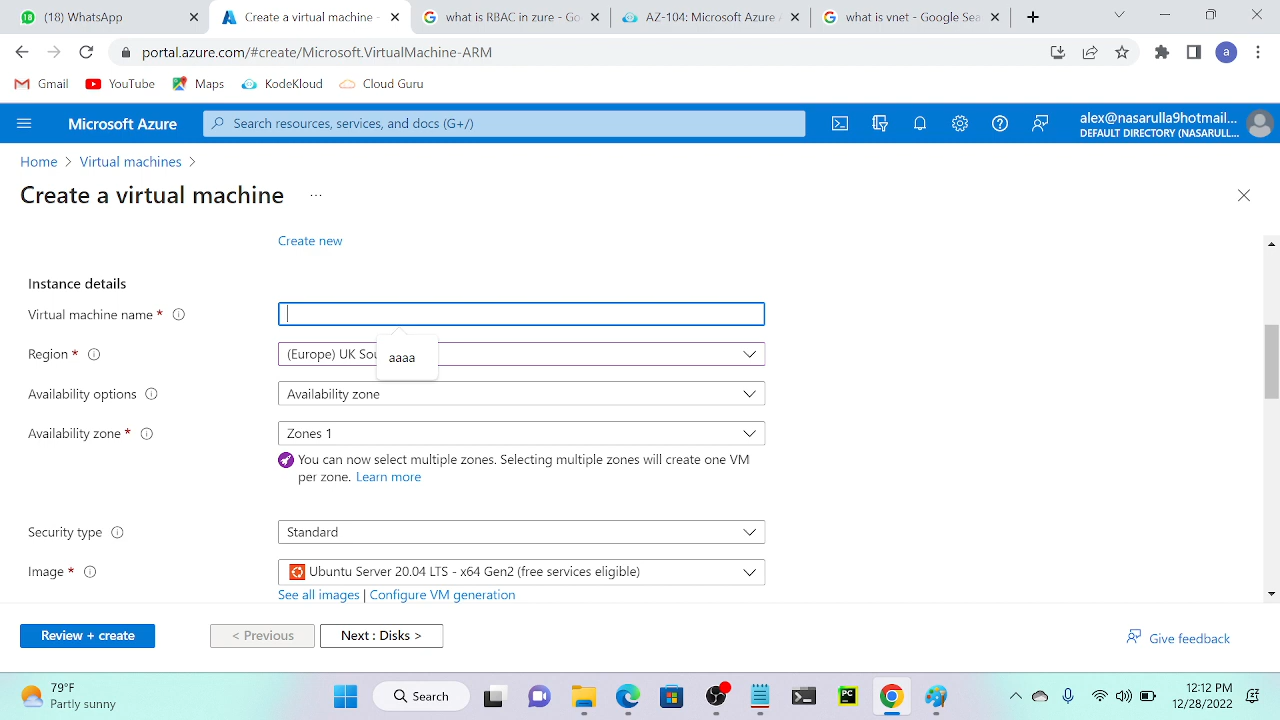 (18) WhatsApp
Create a virtual machine -
what is RBAC in zure - Go
AZ-104: Microsoft Azure
what is vnet - Google Sea
portal.azure.com/#create/Microsoft.VirtualMachine-ARM
a
Gmail
YouTube
Maps
KodeKloud
Cloud Guru
Microsoft Azure
Search resources, services, and docs (G+/)
alex@nasarulla9hotmail...
DEFAULT DIRECTORY (NASARULL...
Home > Virtual machines >
Create a virtual machine ...
Create new
Instance details
Virtual machine name *
Region *
(Europe) UK Sou
aaaa
Availability options
Availability zone
Availability zone *
Zones 1
You can now select multiple zones. Selecting multiple zones will create one VM
per zone. Learn more
Security type
Standard
Image *
Ubuntu Server 20.04 LTS - x64 Gen2 (free services eligible)
See all images | Configure VM generation
Review + create
< Previous
Next : Disks >
Give feedback
79°F
Partly sunny
Search
PC
12:12 PM
12/28/2022